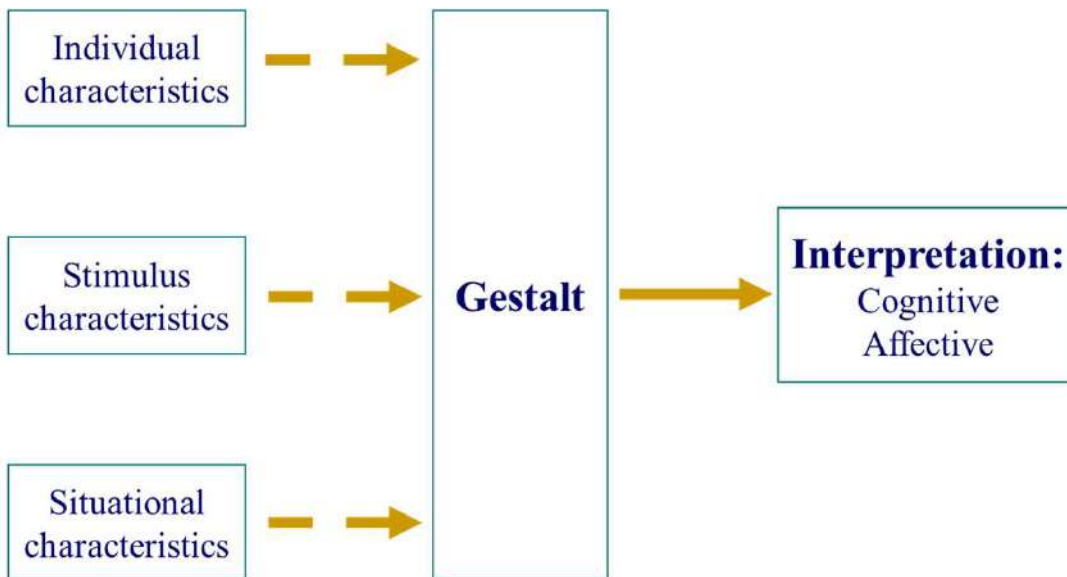 Individual
characteristics
Stimulus
characteristics
Situational
characteristics
Gestalt
Interpretation:
Cognitive
Affective